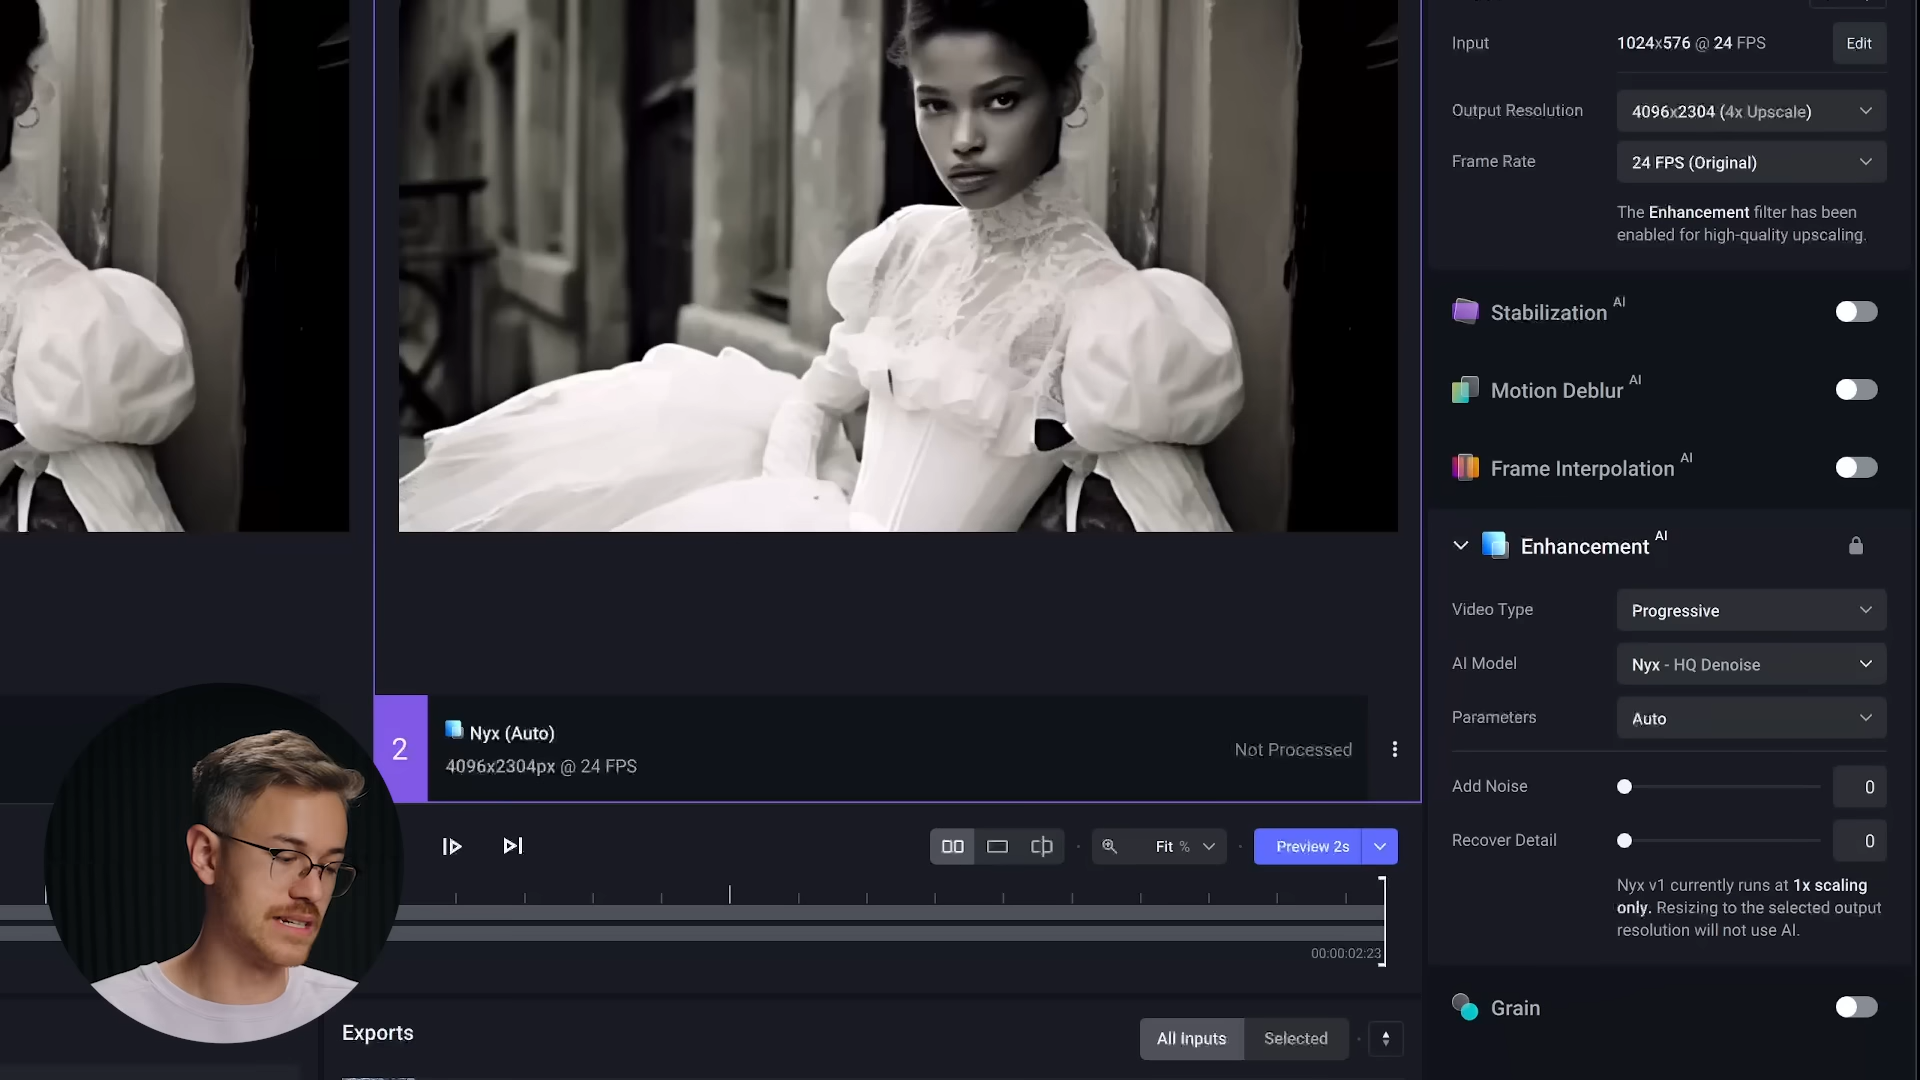 Input
1024x576 @ 24 FPS
Edit
Output Resolution
4096x2304 (4x Upscale)
Frame Rate
24 FPS (Original)
The Enhancement filter has been
enabled for high-quality upscaling.
Stabilization AI
Motion Deblur AI
Frame Interpolation AI
Enhancement AI
Video Type
Progressive
AI Model
Nyx - HQ Denoise
Parameters
Auto
Add Noise
0
Recover Detail
0
Nyx v1 currently runs at 1x scaling
only. Resizing to the selected output
resolution will not use AI.
Grain
2
Nyx (Auto)
4096x2304px @ 24 FPS
Not Processed
Fit %
Preview 2s
00:00:02:23
Exports
All Inputs
Selected